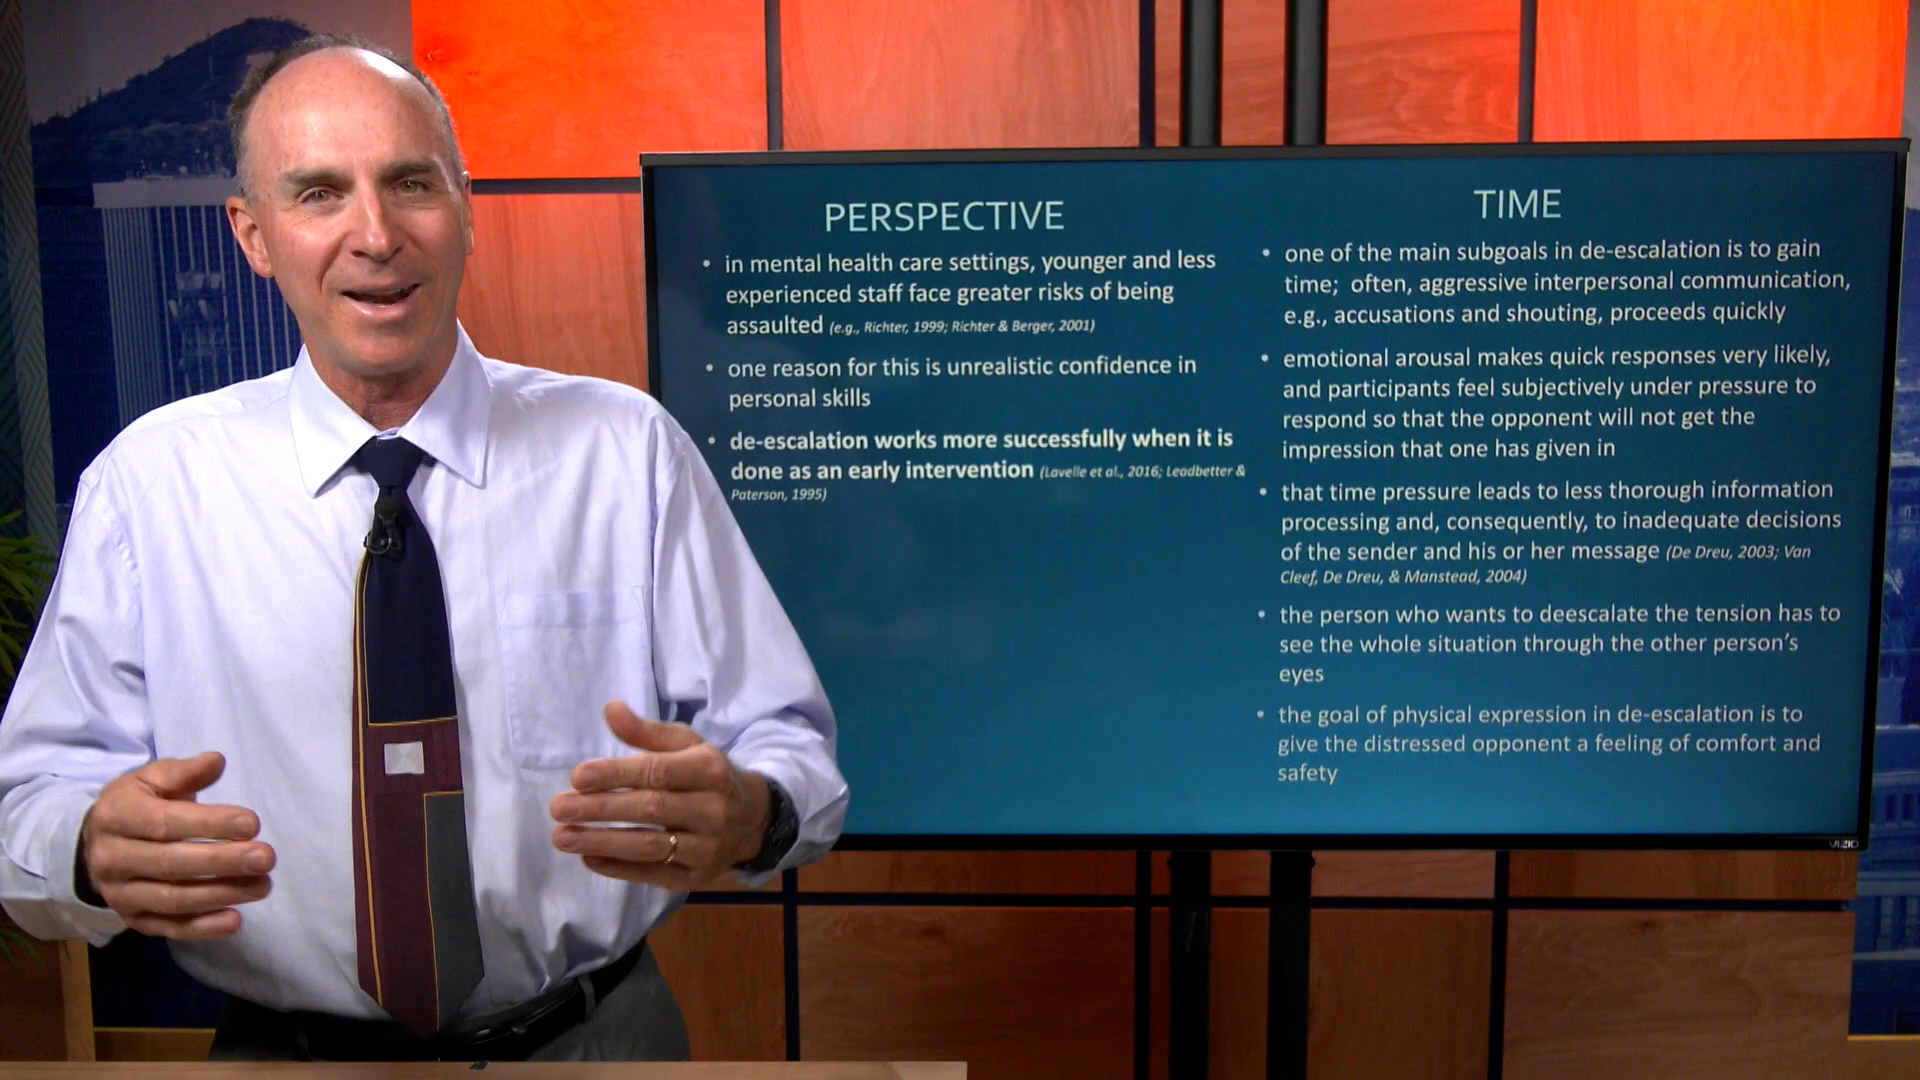 PERSPECTIVE
• in mental health care settings, younger and less
experienced staff face greater risks of being
assaulted (e.g., Richter, 1999; Richter & Berger, 2001)
• one reason for this is unrealistic confidence in
personal skills
• de-escalation works more successfully when it is
done as an early intervention (Lavelle et al., 2016; Leadbetter &
Paterson, 1995)
TIME
• one of the main subgoals in de-escalation is to gain
time; often, aggressive interpersonal communication,
e.g., accusations and shouting, proceeds quickly
• emotional arousal makes quick responses very likely,
and participants feel subjectively under pressure to
respond so that the opponent will not get the
impression that one has given in
• that time pressure leads to less thorough information
processing and, consequently, to inadequate decisions
of the sender and his or her message (De Dreu, 2003; Van
Cleef, De Dreu, & Manstead, 2004)
• the person who wants to deescalate the tension has to
see the whole situation through the other person's
eyes
• the goal of physical expression in de-escalation is to
give the distressed opponent a feeling of comfort and
safety
VIZIO